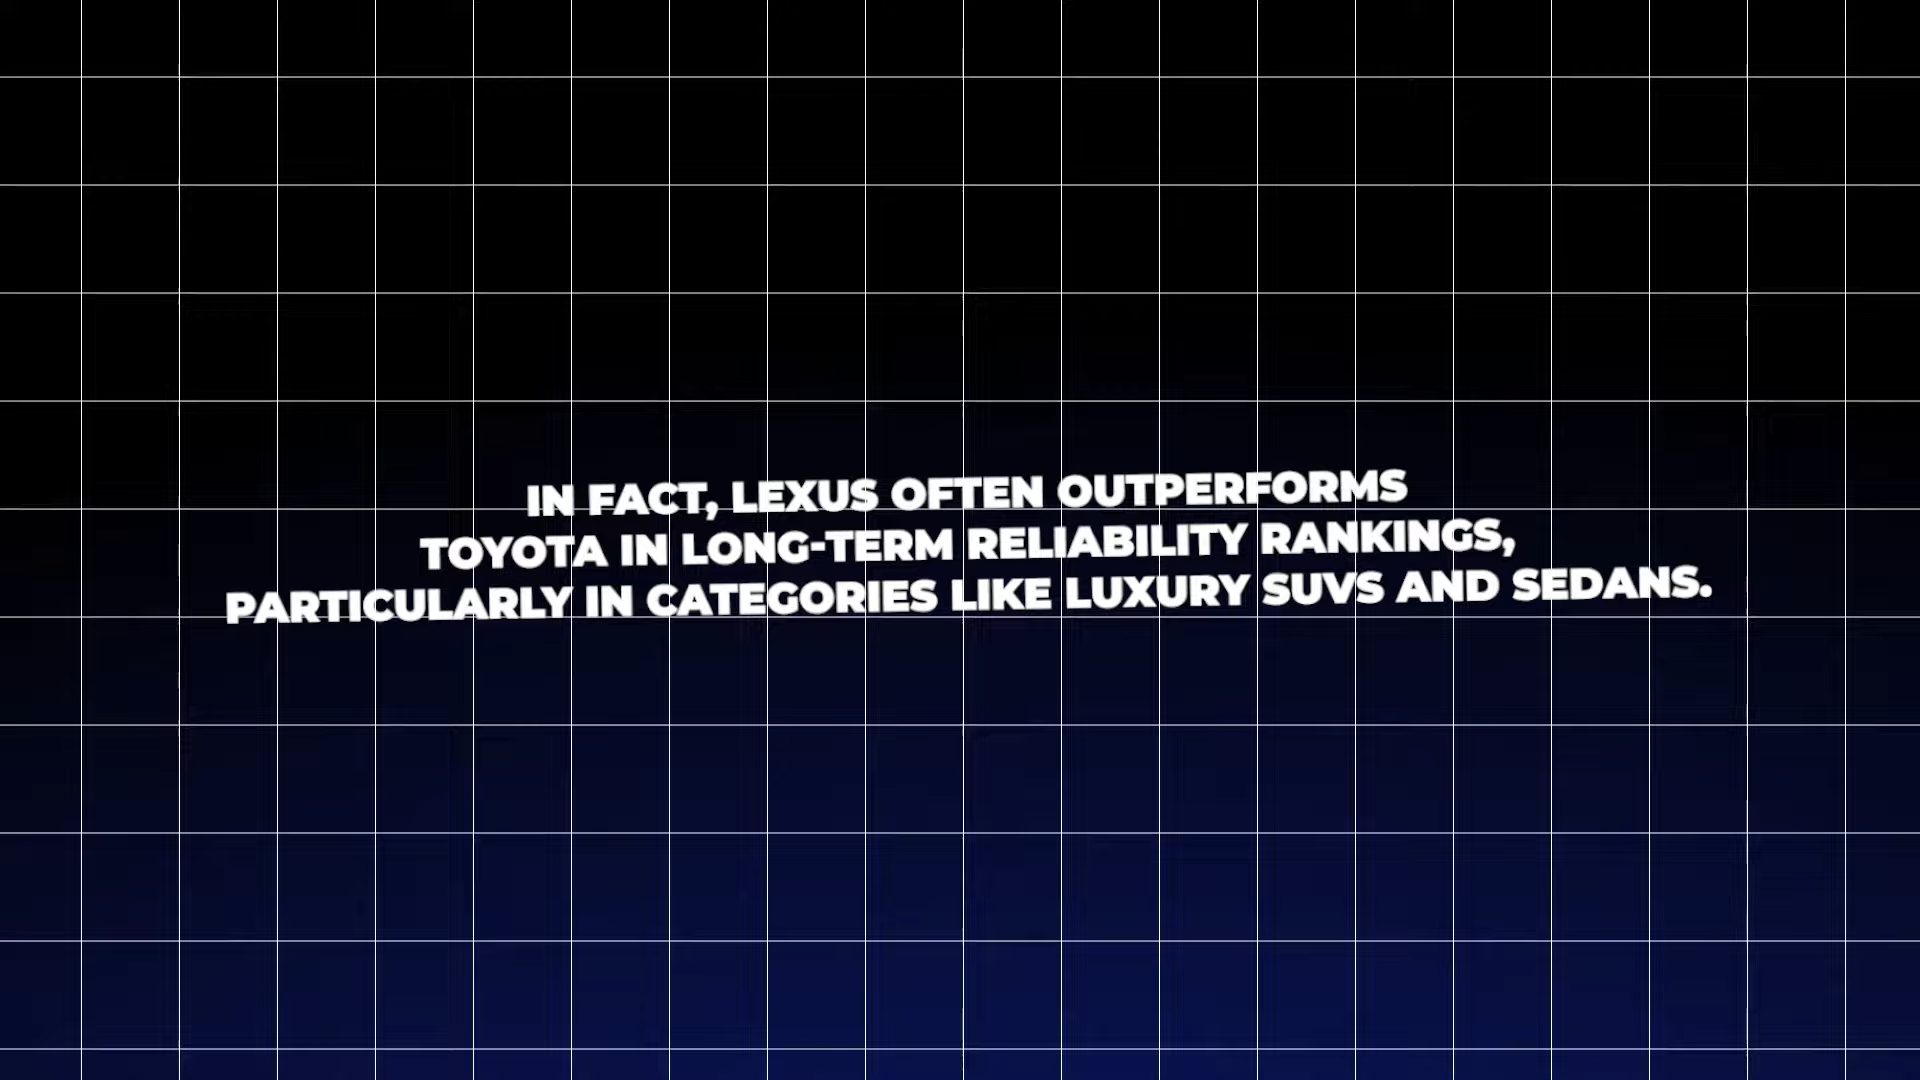 IN FACT, LEXUS OFTEN OUTPERFORMS
TOYOTA IN LONG-TERM RELIABILITY RANKINGS,
PARTICULARLY IN CATEGORIES LIKE LUXURY SUVS AND SEDANS.